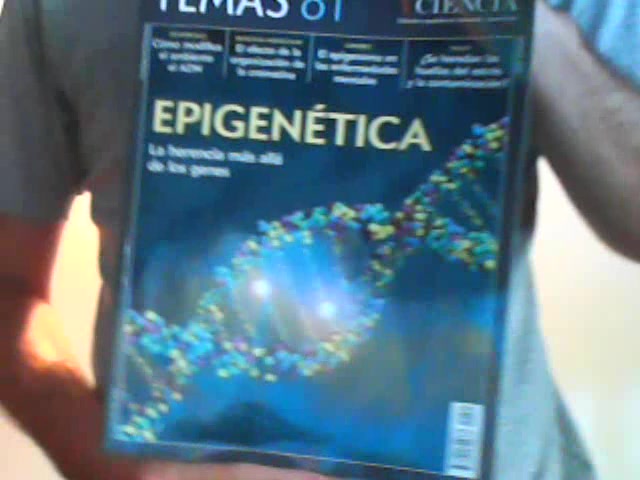 TEMAS 81
CIENCIA
Cómo modifica
el ambiente
el ADN
El efecto de la
organización de
la cromatina
El epigenoma en
las enfermedades
mentales
¿Se heredan las
huellas del estrés
y la contaminación?
EPIGENÉTICA
La herencia más allá
de los genes